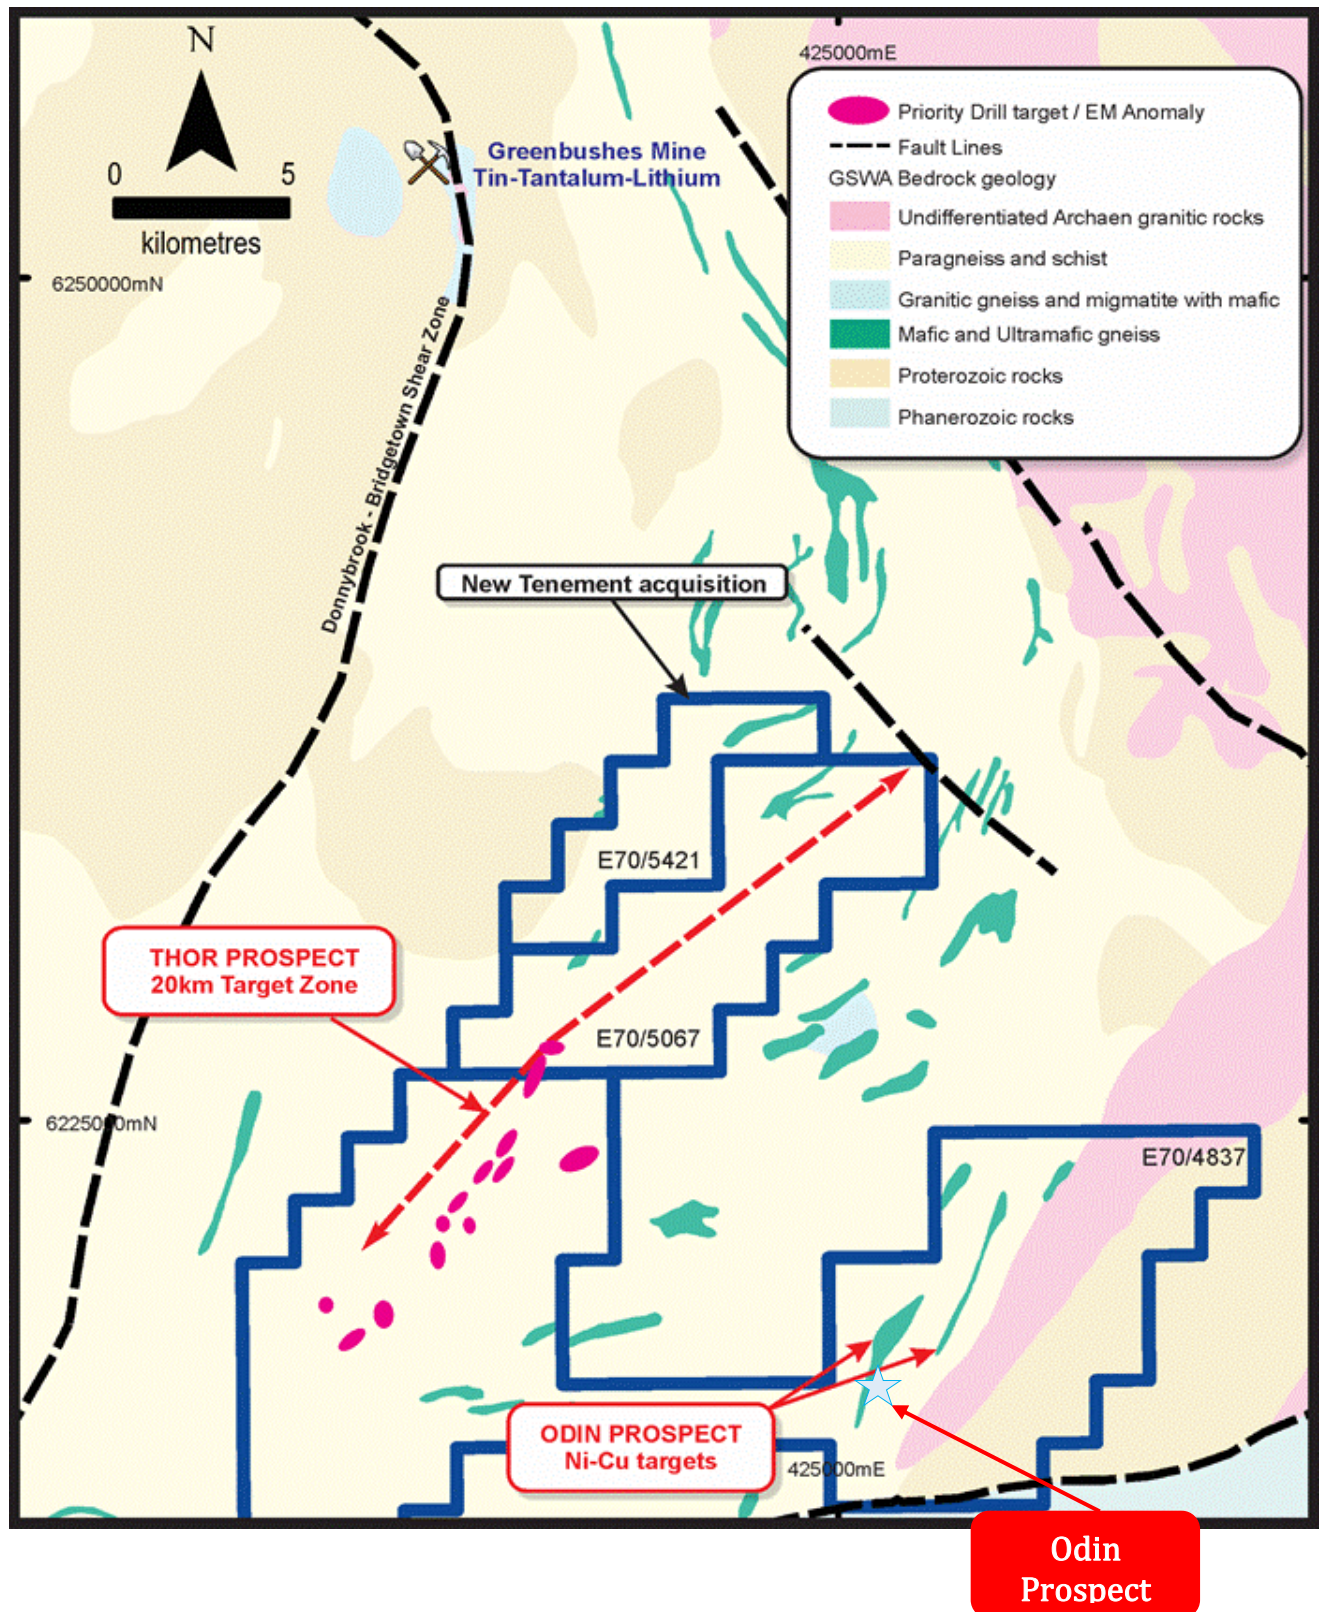 N
0 5
kilometres
425000mE
Greenbushes Mine
Tin-Tantalum-Lithium
Priority Drill target / EM Anomaly
Fault Lines
GSWA Bedrock geology
Undifferentiated Archaen granitic rocks
Paragneiss and schist
Granitic gneiss and migmatite with mafic
Mafic and Ultramafic gneiss
Proterozoic rocks
Phanerozoic rocks
6250000mN
Donnybrook - Bridgetown Shear Zone
New Tenement acquisition
E70/5421
THOR PROSPECT
20km Target Zone
E70/5067
6225000mN
E70/4837
ODIN PROSPECT
Ni-Cu targets
425000mE
Odin
Prospect